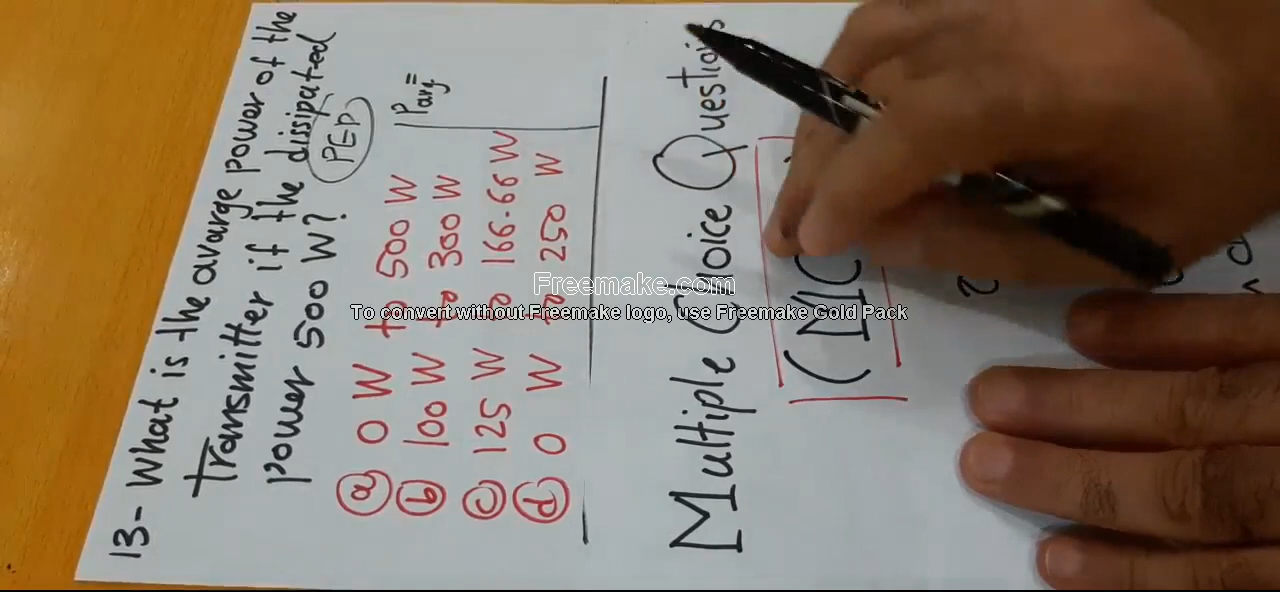 13- What is the avarge power of the
transmitter if the dissipated
power 500 W? PEP
a 0 W to 500 W
b 100 W to 300 W
c 125 W to 166.66 W
d 0 W to 250 W
Pavg =
Multiple Choice Questions
(MC
Freemake.com
To convert without Freemake logo, use Freemake Gold Pack